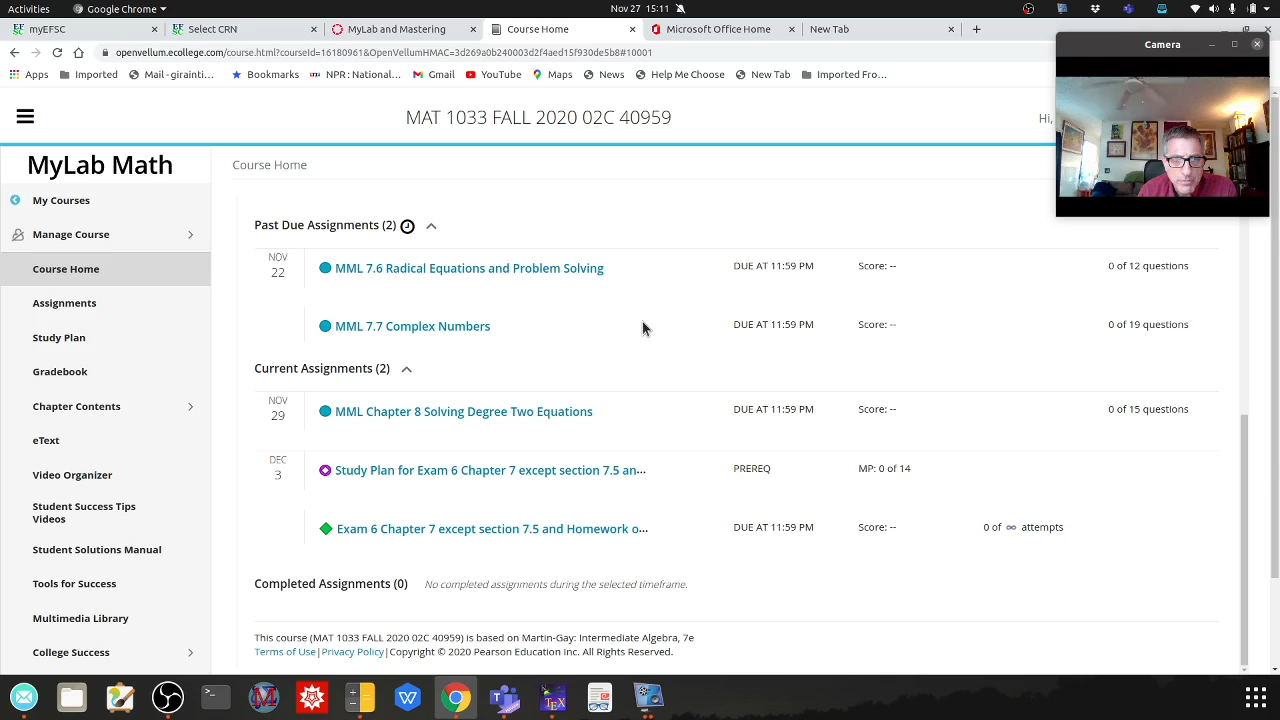 Activities
Google Chrome
Nov 27 15:11
myEFSC
Select CRN
MyLab and Mastering
Course Home
Microsoft Office Home
New Tab
openvellum.ecollege.com/course.html?courseId=16180961&OpenVellumHMAC=3d269a0b240003d2f4aed15f930de5b8#10001
Apps
Imported
Mail - girainti...
Bookmarks
NPR : National...
Gmail
YouTube
Maps
News
Help Me Choose
New Tab
Imported Fro...
Camera
MAT 1033 FALL 2020 02C 40959
Hi,
MyLab Math
Course Home
My Courses
Manage Course
Course Home
Assignments
Study Plan
Gradebook
Chapter Contents
eText
Video Organizer
Student Success Tips
Videos
Student Solutions Manual
Tools for Success
Multimedia Library
College Success
Past Due Assignments (2)
NOV
22
MML 7.6 Radical Equations and Problem Solving
DUE AT 11:59 PM
Score: --
0 of 12 questions
MML 7.7 Complex Numbers
DUE AT 11:59 PM
Score: --
0 of 19 questions
Current Assignments (2)
NOV
29
MML Chapter 8 Solving Degree Two Equations
DUE AT 11:59 PM
Score: --
0 of 15 questions
DEC
3
Study Plan for Exam 6 Chapter 7 except section 7.5 an...
PREREQ
MP: 0 of 14
Exam 6 Chapter 7 except section 7.5 and Homework o...
DUE AT 11:59 PM
Score: --
0 of ∞ attempts
Completed Assignments (0) No completed assignments during the selected timeframe.
This course (MAT 1033 FALL 2020 02C 40959) is based on Martin-Gay: Intermediate Algebra, 7e
Terms of Use|Privacy Policy|Copyright © 2020 Pearson Education Inc. All Rights Reserved.